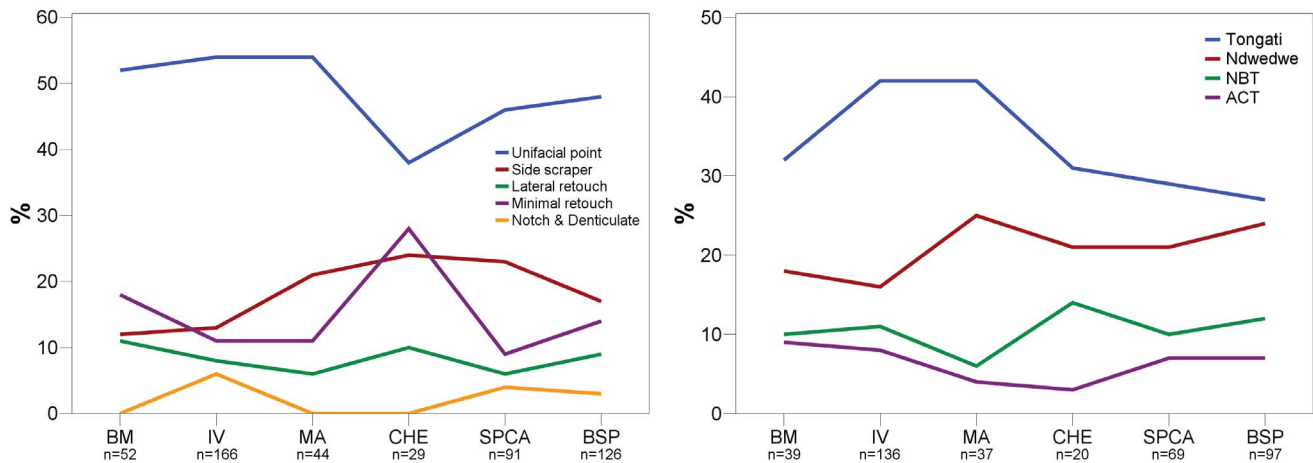 60
50
40
30
20
10
0
%
Unifacial point
Side scraper
Lateral retouch
Minimal retouch
Notch & Denticulate
BM IV MA CHE SPCA BSP
n=52 n=166 n=44 n=29 n=91 n=126
50
40
30
20
10
0
%
Tongati
Ndwedwe
NBT
ACT
BM IV MA CHE SPCA BSP
n=39 n=136 n=37 n=20 n=69 n=97